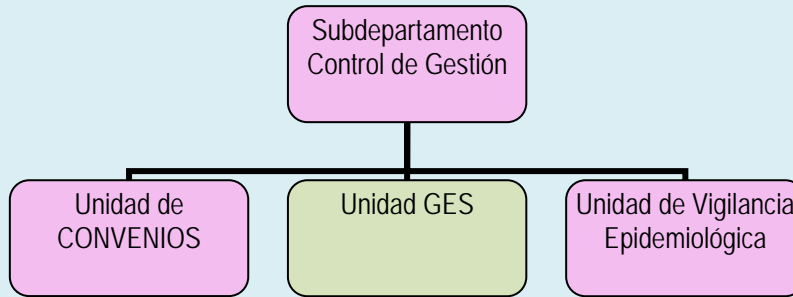 Subdepartamento
Control de Gestión
Unidad de
CONVENIOS
Unidad GES
Unidad de Vigilancia
Epidemiológica